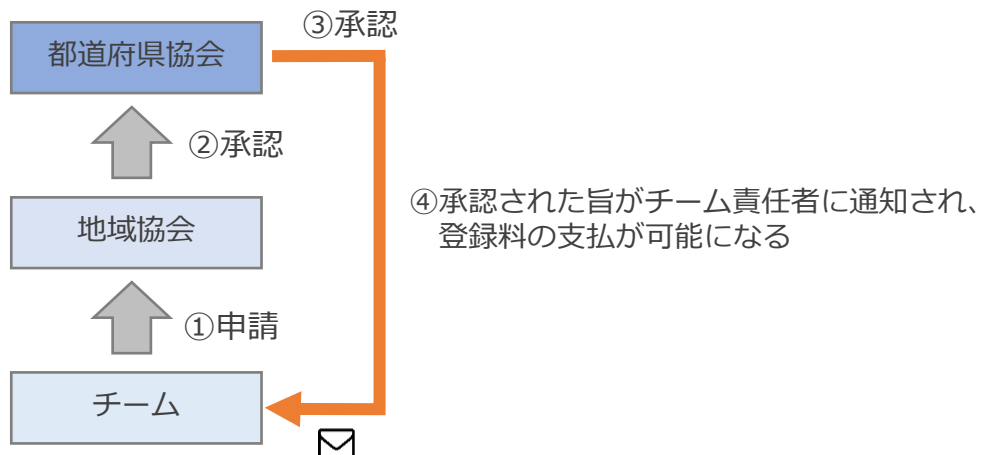 ③承認
都道府県協会
②承認
④承認された旨がチーム責任者に通知され、
登録料の支払が可能になる
地域協会
①申請
チーム